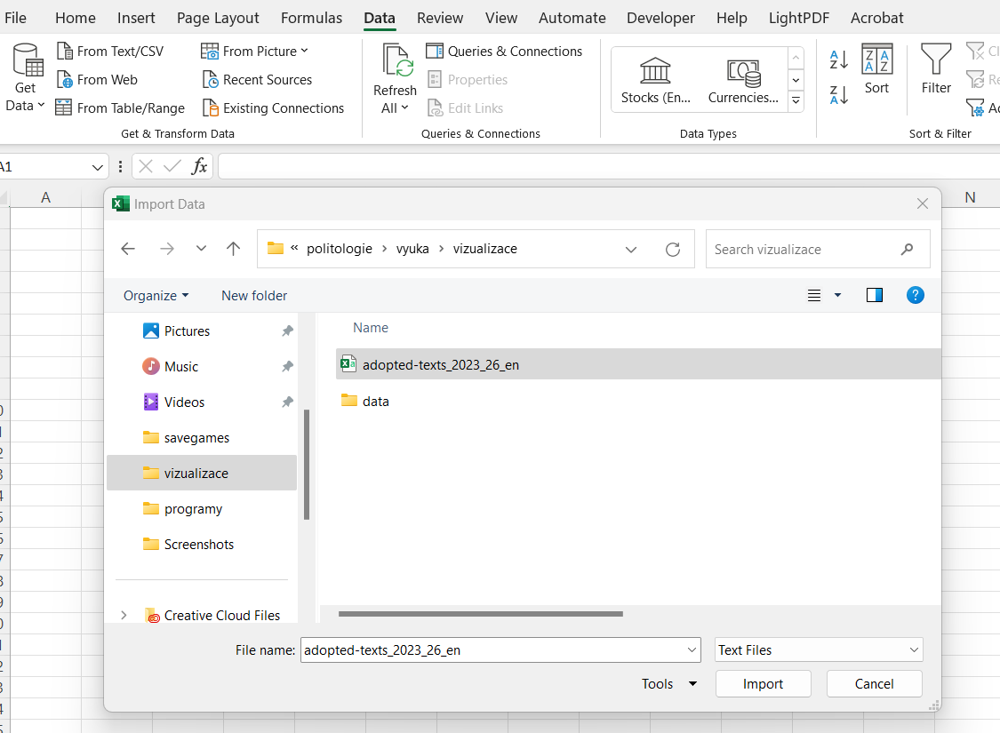 File Home Insert Page Layout Formulas Data Review View Automate Developer Help LightPDF Acrobat
Get Data
From Text/CSV
From Web
From Table/Range
From Picture
Recent Sources
Existing Connections
Get & Transform Data
Refresh All
Queries & Connections
Properties
Edit Links
Queries & Connections
Stocks (En...
Currencies...
Data Types
Sort
Filter
Sort & Filter
A1
fx
A
N
Import Data
« politologie › vyuka › vizualizace
Search vizualizace
Organize
New folder
Pictures
Music
Videos
savegames
vizualizace
programy
Screenshots
Creative Cloud Files
Name
adopted-texts_2023_26_en
data
File name: adopted-texts_2023_26_en
Text Files
Tools
Import
Cancel